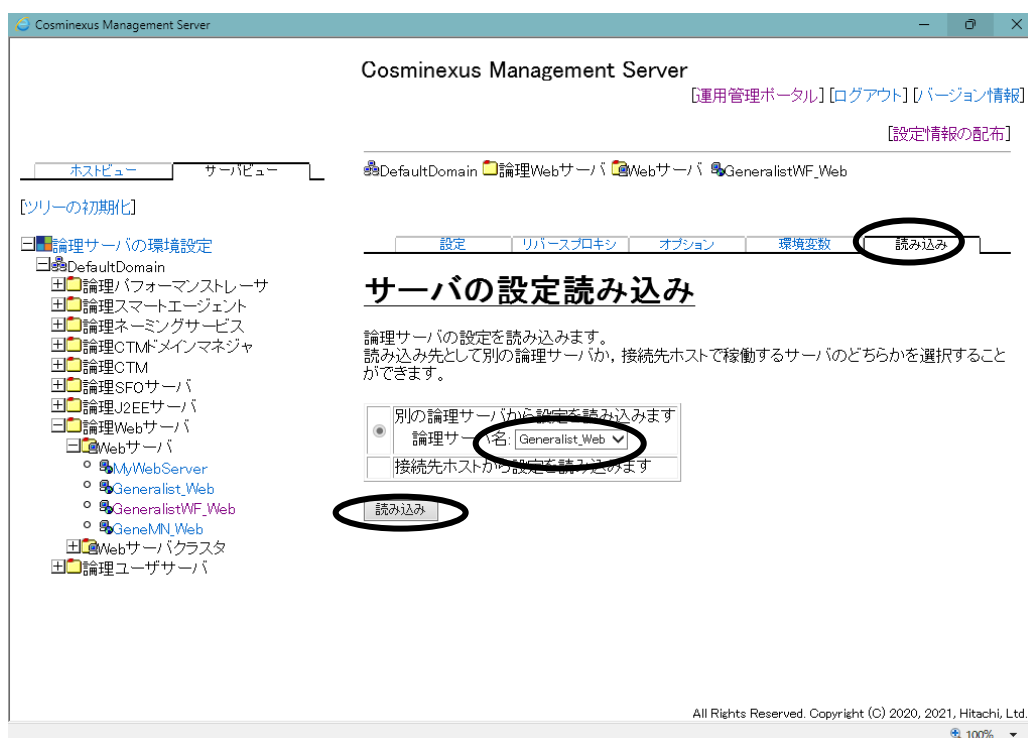 Cosminexus Management Server
Cosminexus Management Server
[運用管理ポータル] [ログアウト] [バージョン情報]
[設定情報の配布]
ホストビュー サーバビュー
DefaultDomain 論理Webサーバ Webサーバ GeneralistWF_Web
[ツリーの初期化]
設定 リバースプロキシ オプション 環境変数 読み込み
論理サーバの環境設定
DefaultDomain
論理パフォーマンストレーサ
論理スマートエージェント
論理ネーミングサービス
論理CTMドメインマネジャ
論理CTM
論理SFOサーバ
論理J2EEサーバ
論理Webサーバ
Webサーバ
MyWebServer
Generalist_Web
GeneralistWF_Web
GeneMN_Web
Webサーバクラスタ
論理ユーザサーバ
サーバの設定読み込み
論理サーバの設定を読み込みます。
読み込み先として別の論理サーバか，接続先ホストで稼働するサーバのどちらかを選択すること
ができます。
別の論理サーバから設定を読み込みます
論理サーバ名: Generalist_Web
接続先ホストから設定を読み込みます
読み込み
All Rights Reserved. Copyright (C) 2020, 2021, Hitachi, Ltd.
100%